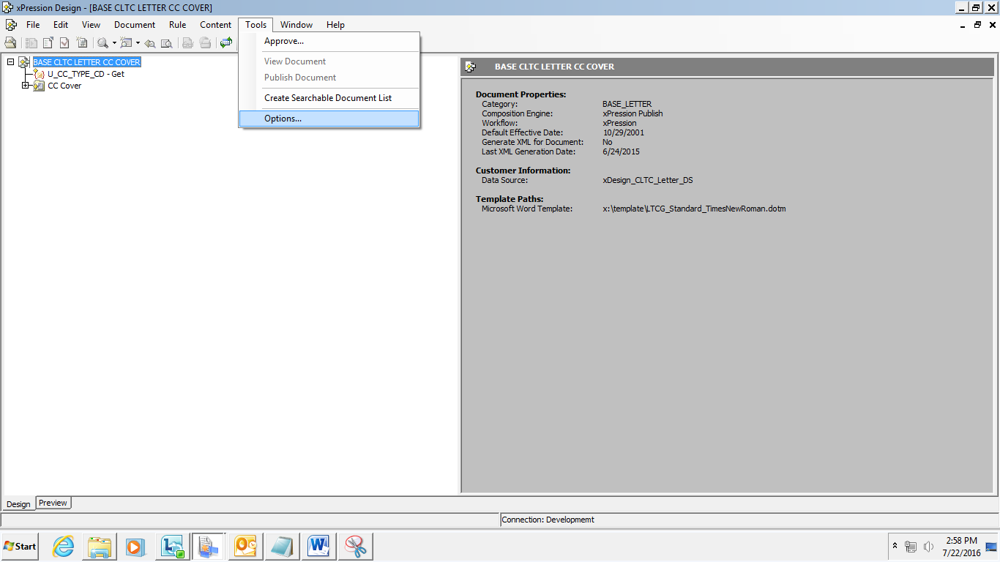 xPression Design - [BASE CLTC LETTER CC COVER]
File Edit View Document Rule Content Tools Window Help
Approve...
View Document
Publish Document
Create Searchable Document List
Options...
BASE CLTC LETTER CC COVER
U_CC_TYPE_CD - Get
CC Cover
BASE CLTC LETTER CC COVER
Document Properties:
Category: BASE_LETTER
Composition Engine: xPression Publish
Workflow: xPression
Default Effective Date: 10/29/2001
Generate XML for Document: No
Last XML Generation Date: 6/24/2015
Customer Information:
Data Source: xDesign_CLTC_Letter_DS
Template Paths:
Microsoft Word Template: x:\template\LTCG_Standard_TimesNewRoman.dotm
Design Preview
Connection: Developmemt
Start
2:58 PM
7/22/2016